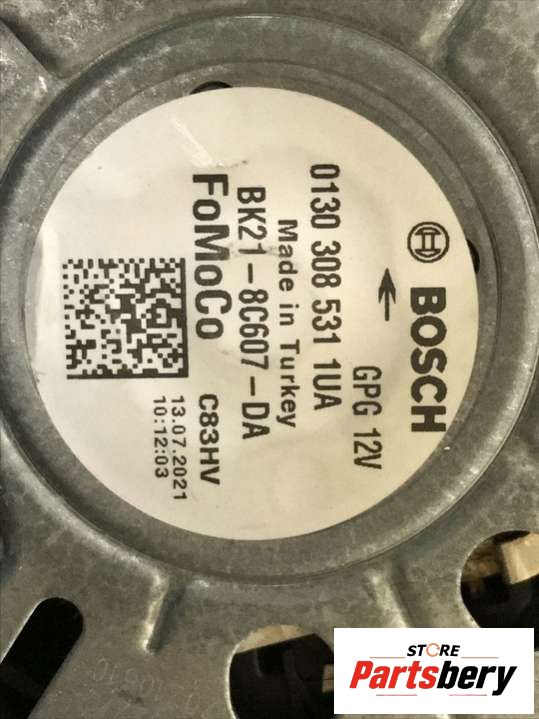 BOSCH
GPG 12V
0130 308 531 1UA
Made in Turkey
BK21-8C607-DA
FoMoCo
C83HV
13.07.2021
10:12:03
STORE
Partsbery